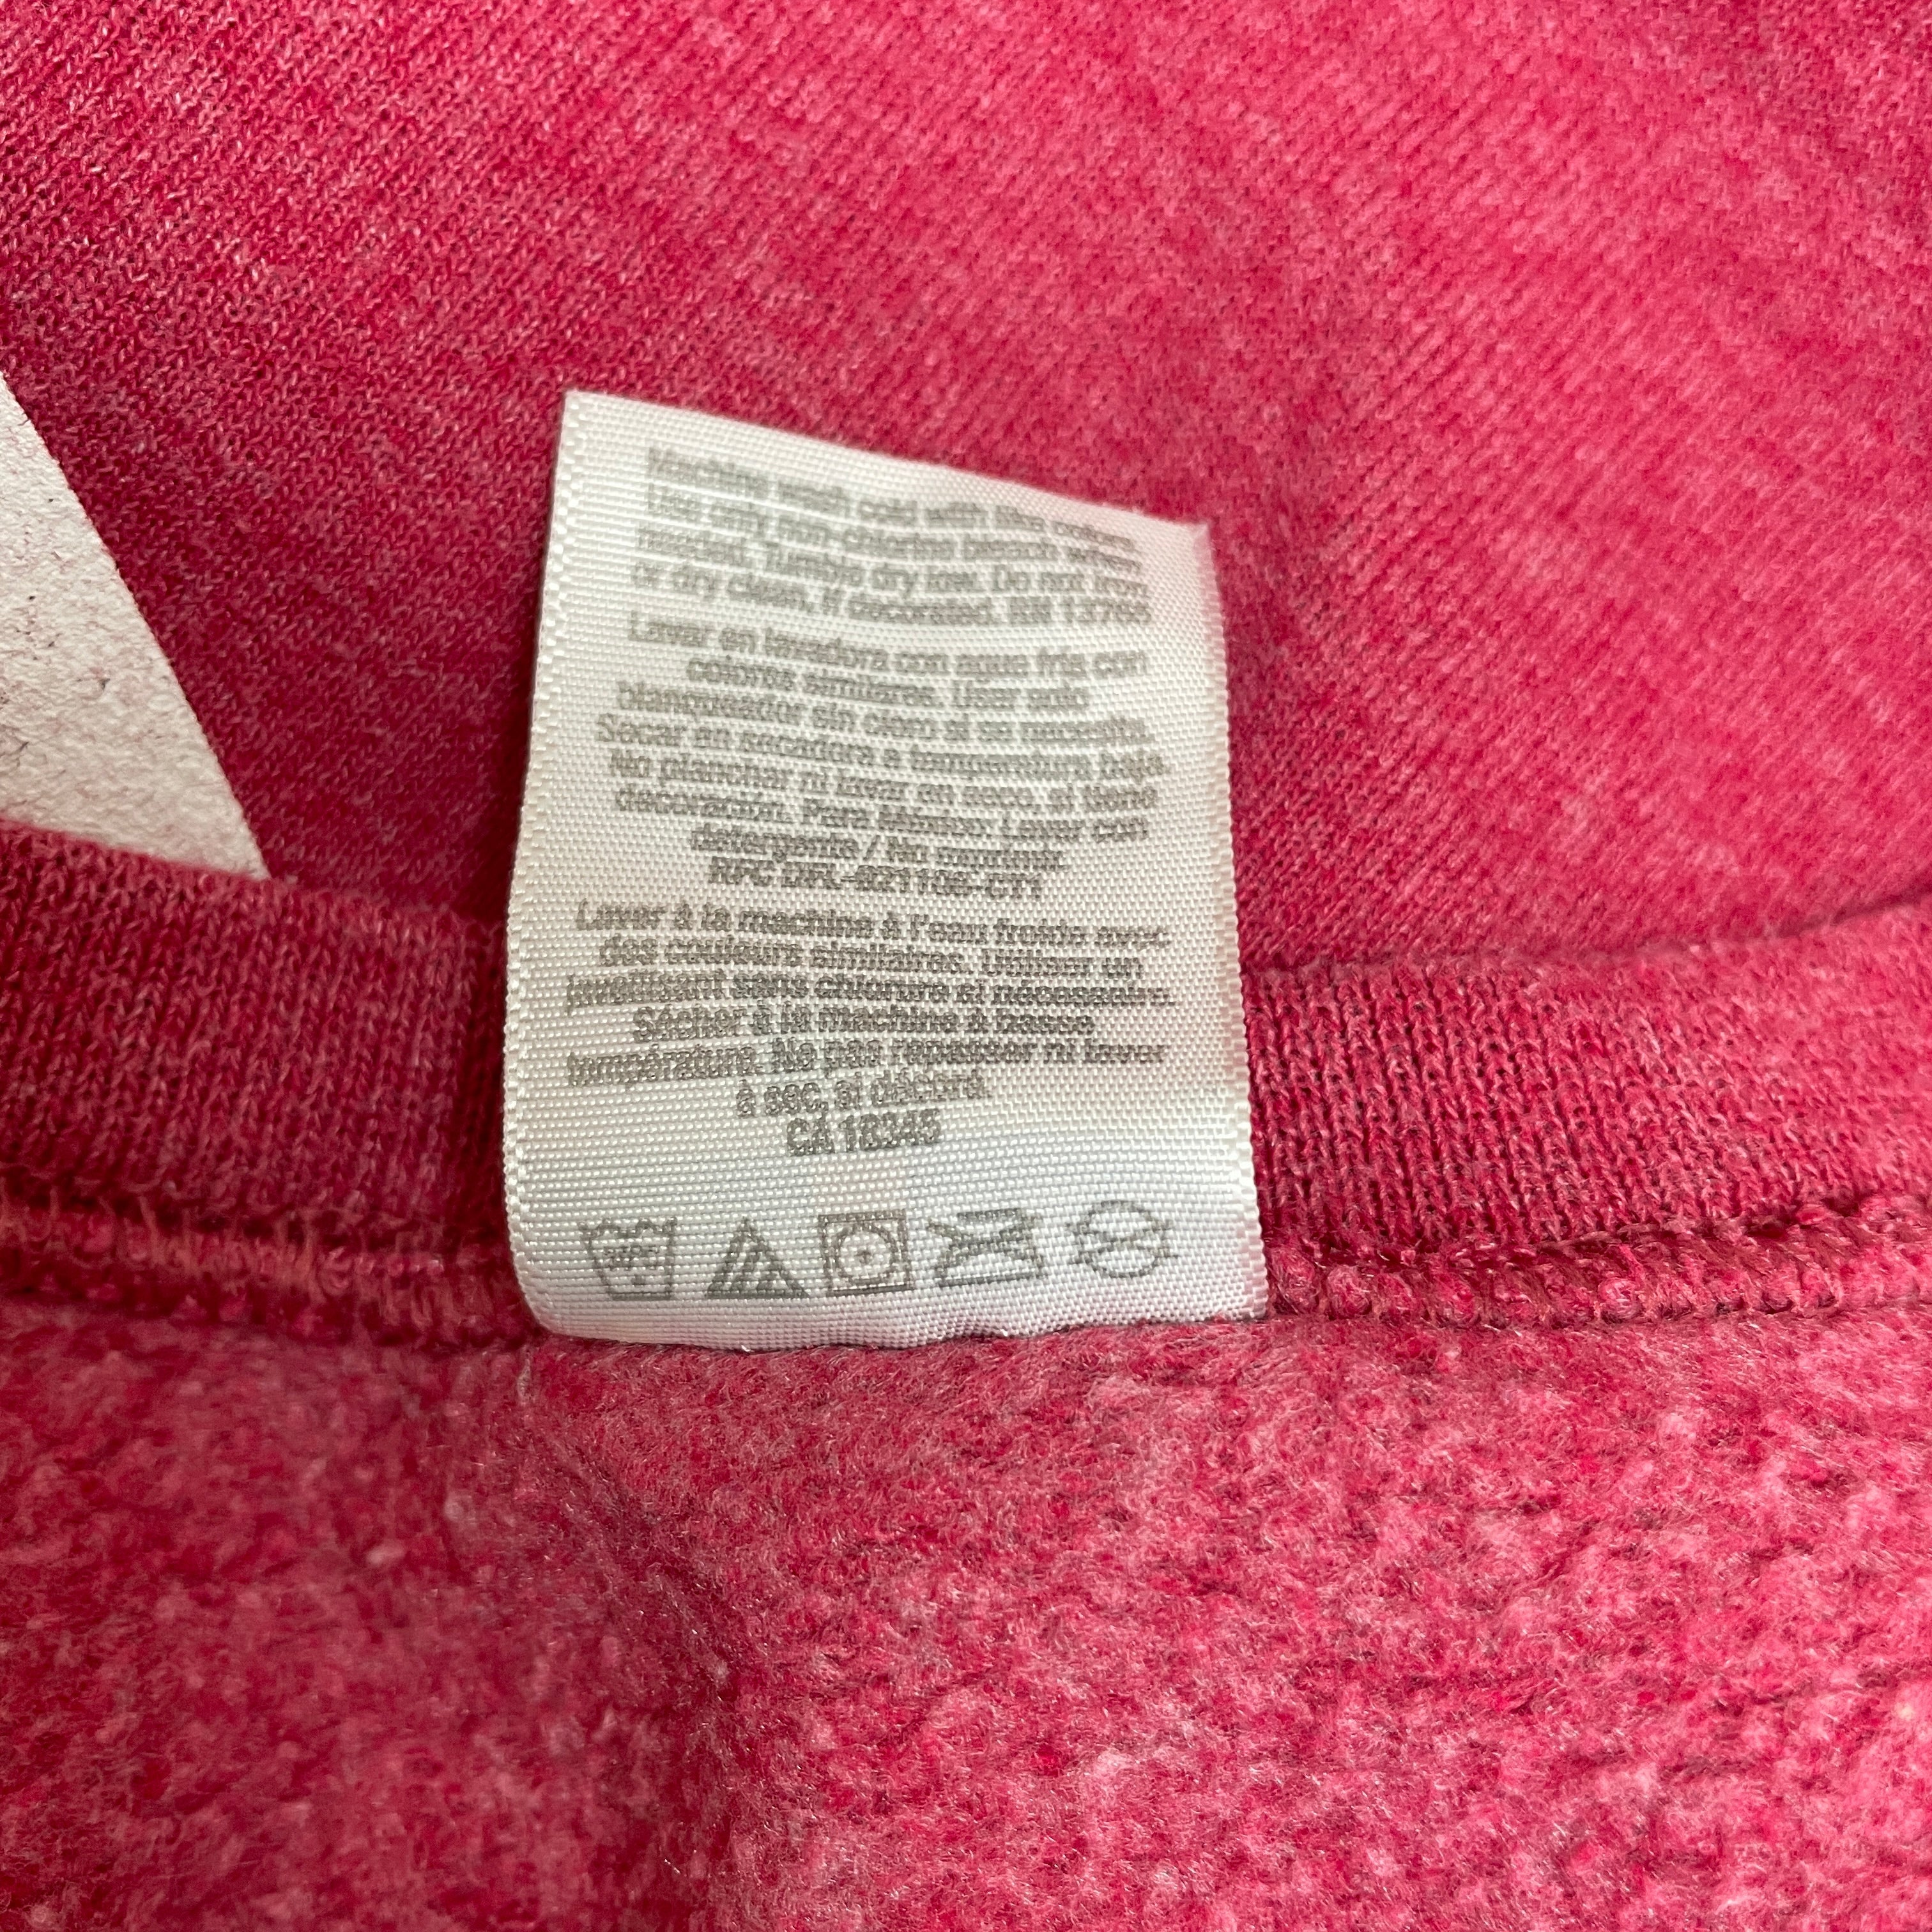 Machine wash cold with like colors.
Use only non-chlorine bleach when
needed. Tumble dry low. Do not iron
or dry clean, if decorated. RN 13765
Lavar en lavadora con agua fria con
colores similares. Usar solo
blanqueador sin cloro si se necesita.
Secar en secadora a temperatura baja.
No planchar ni lavar en seco, si tiene
decoración. Para México: Lavar con
detergente / No exprimir
RFC DFL-921106-CT1
Laver à la machine à l'eau froide avec
des couleurs similaires. Utiliser un
javellisant sans chlorure si nécessaire.
Sécher à la machine à basse
température. Ne pas repasser ni laver
à sec, si décoré.
CA 18345